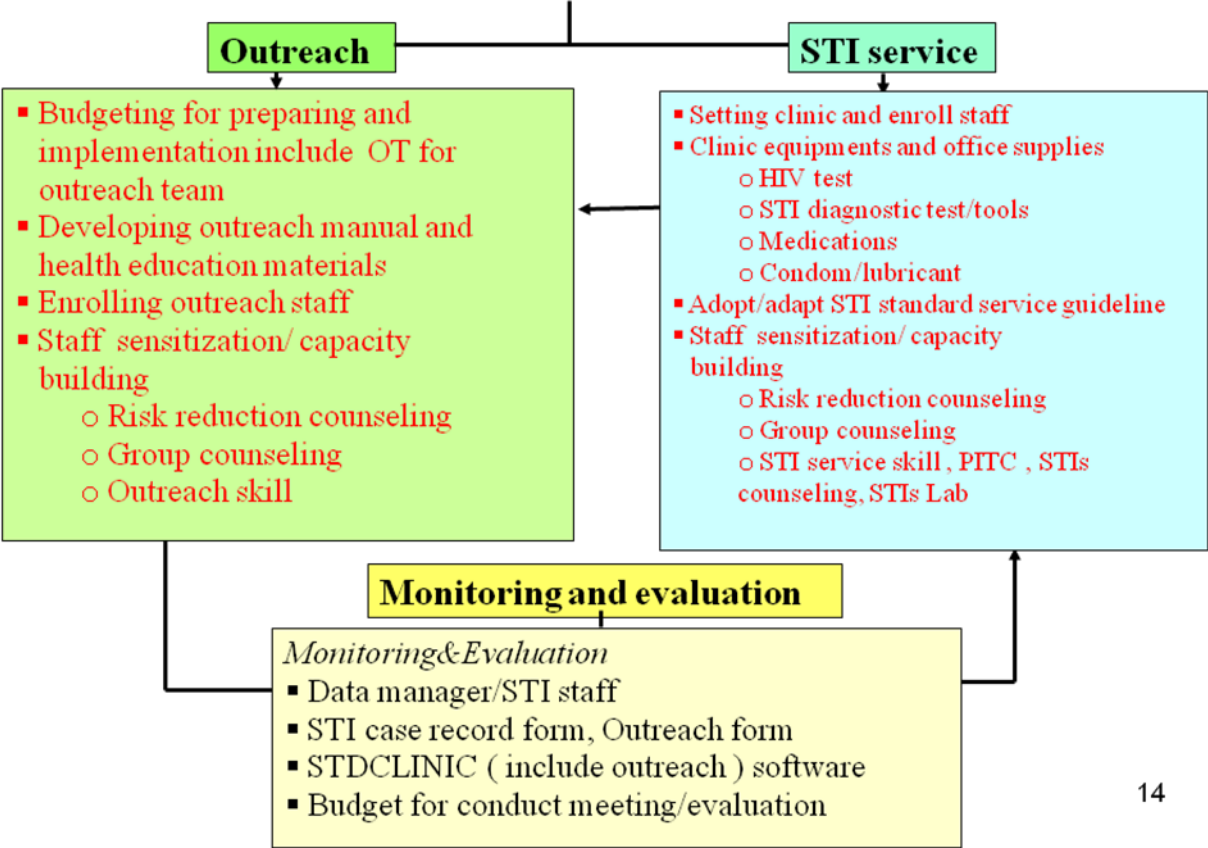 Outreach
▪ Budgeting for preparing and
implementation include OT for
outreach team
▪ Developing outreach manual and
health education materials
▪ Enrolling outreach staff
▪ Staff sensitization/ capacity
building
o Risk reduction counseling
o Group counseling
o Outreach skill
STI service
▪ Setting clinic and enroll staff
▪ Clinic equipments and office supplies
o HIV test
o STI diagnostic test/tools
o Medications
o Condom/lubricant
▪ Adopt/adapt STI standard service guideline
▪ Staff sensitization/ capacity
building
o Risk reduction counseling
o Group counseling
o STI service skill , PITC , STIs
counseling, STIs Lab
Monitoring and evaluation
Monitoring&Evaluation
▪ Data manager/STI staff
▪ STI case record form, Outreach form
▪ STDCLINIC ( include outreach ) software
▪ Budget for conduct meeting/evaluation
14